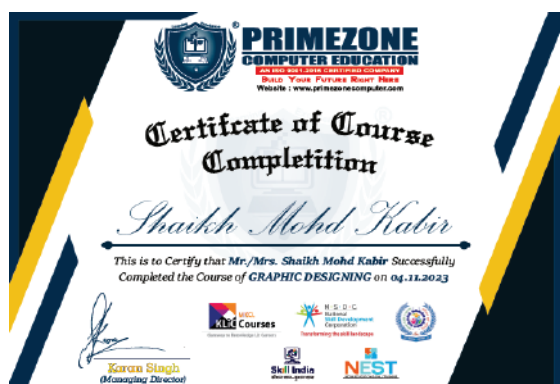 PRIMEZONE
COMPUTER EDUCATION
AN ISO 9001:2015 CERTIFIED COMPANY
BUILD YOUR FUTURE RIGHT HERE
Website : www.primezonescomputer.com
Certifcate of Course
Completition
Shaikh Mohd Kabir
This is to Certify that Mr./Mrs. Shaikh Mohd Kabir Successfully
Completed the Course of GRAPHIC DESIGNING on 04.11.2023
Karan Singh
(Managing Director)
MKCL
KLiC Courses
N·S·D·C
National
Skill Development
Corporation
Transforming the skill landscape
Skill India
NEST